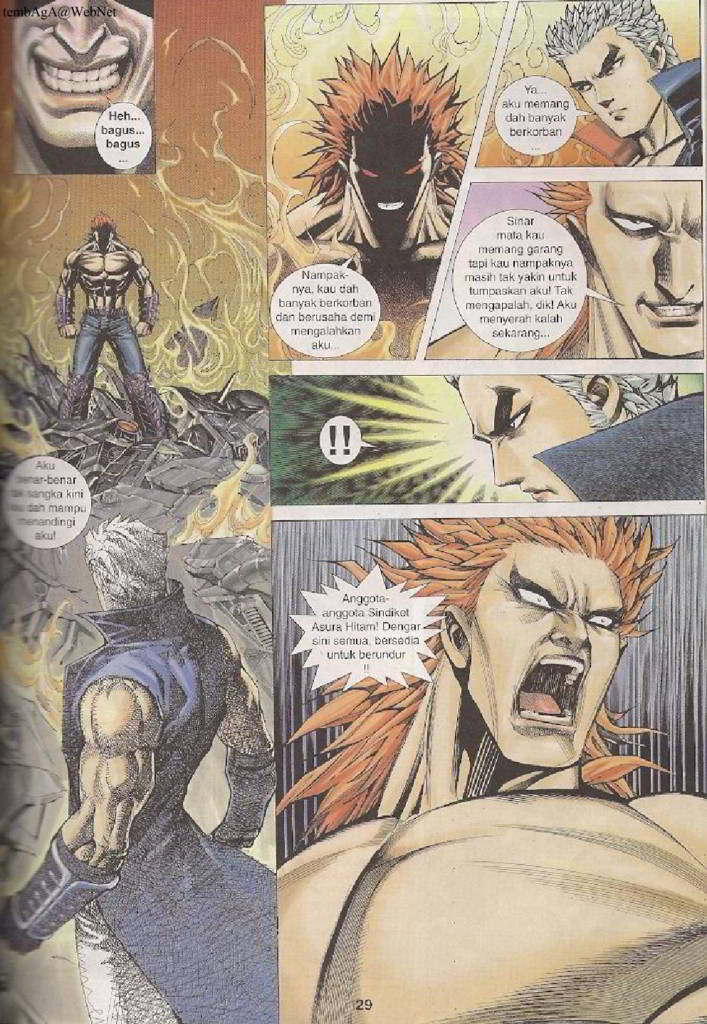 tembAgA@WebNet
Heh...
bagus...
bagus
...
Aku
benar-benar
tak sangka kini
kau dah mampu
menandingi
aku!
Nampak-
nya, kau dah
banyak berkorban
dan berusaha demi
mengalahkan
aku...
Ya...
aku memang
dah banyak
berkorban
...
Sinar
mata kau
memang garang
tapi kau nampaknya
masih tak yakin untuk
tumpaskan aku! Tak
mengapalah, dik! Aku
menyerah kalah
sekarang...
!!
Anggota-
anggota Sindiket
Asura Hitam! Dengar
sini semua, bersedia
untuk berundur
!!
29